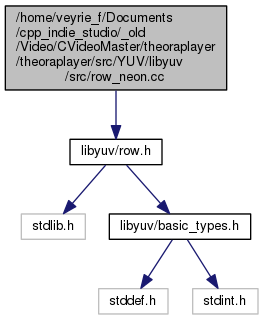 /home/veyrie_f/Documents
/cpp_indie_studio/_old
/Video/CVideoMaster/theoraplayer
/theoraplayer/src/YUV/libyuv
/src/row_neon.cc
libyuv/row.h
stdlib.h
libyuv/basic_types.h
stddef.h
stdint.h